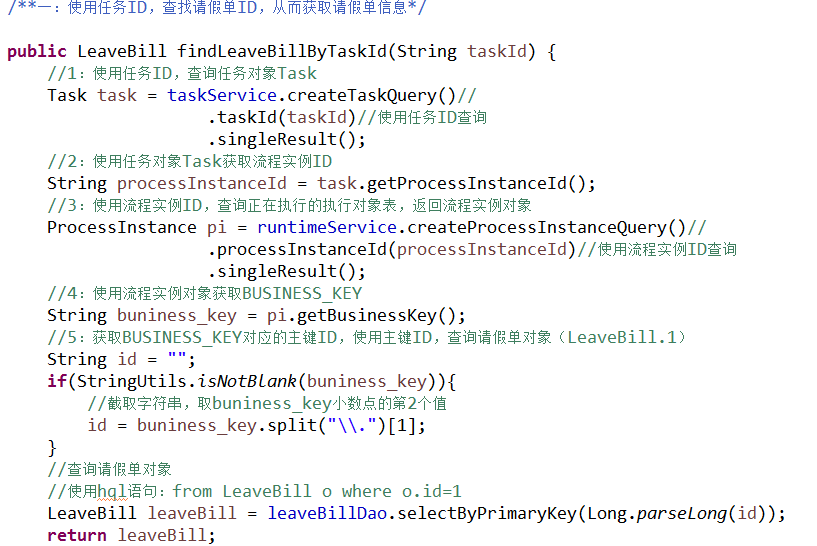 /**一：使用任务ID，查找请假单ID，从而获取请假单信息*/
public LeaveBill findLeaveBillByTaskId(String taskId) {
//1：使用任务ID，查询任务对象Task
Task task = taskService.createTaskQuery()//
.taskId(taskId)//使用任务ID查询
.singleResult();
//2：使用任务对象Task获取流程实例ID
String processInstanceId = task.getProcessInstanceId();
//3：使用流程实例ID，查询正在执行的执行对象表，返回流程实例对象
ProcessInstance pi = runtimeService.createProcessInstanceQuery()//
.processInstanceId(processInstanceId)//使用流程实例ID查询
.singleResult();
//4：使用流程实例对象获取BUSINESS_KEY
String buniness_key = pi.getBusinessKey();
//5：获取BUSINESS_KEY对应的主键ID，使用主键ID，查询请假单对象（LeaveBill.1）
String id = "";
if(StringUtils.isNotBlank(buniness_key)){
//截取字符串，取buniness_key小数点的第2个值
id = buniness_key.split("\\.")[1];
}
//查询请假单对象
//使用hql语句：from LeaveBill o where o.id=1
LeaveBill leaveBill = leaveBillDao.selectByPrimaryKey(Long.parseLong(id));
return leaveBill;